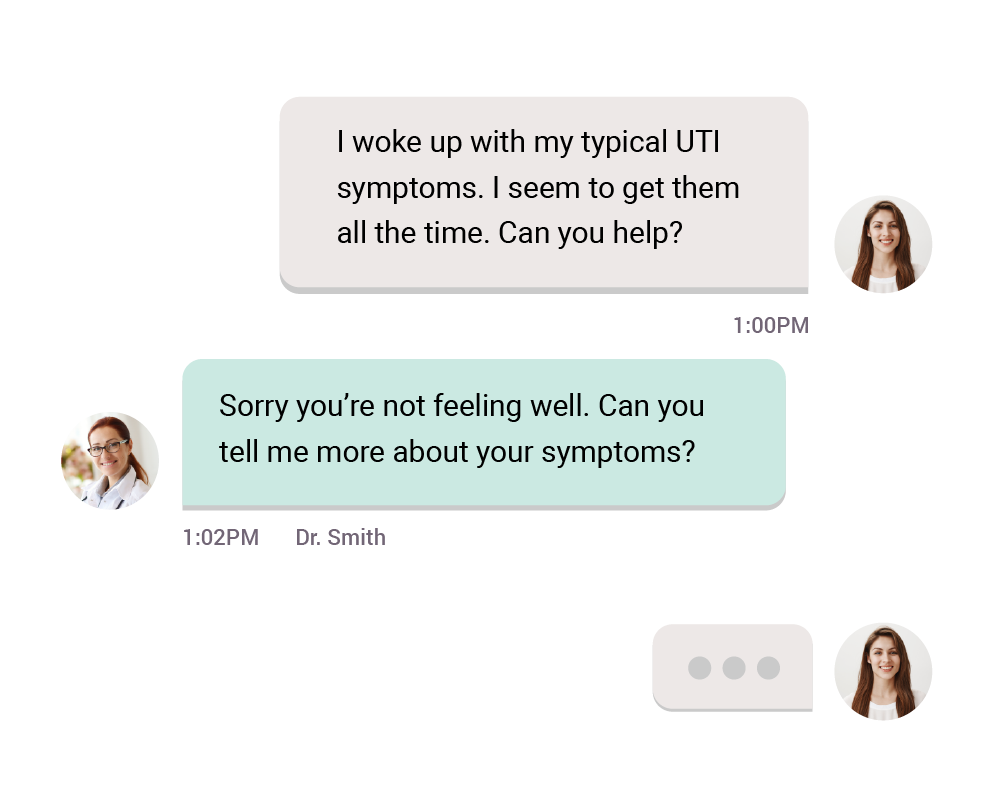 I woke up with my typical UTI
symptoms. I seem to get them
all the time. Can you help?
1:00PM
Sorry you’re not feeling well. Can you
tell me more about your symptoms?
1:02PM Dr. Smith